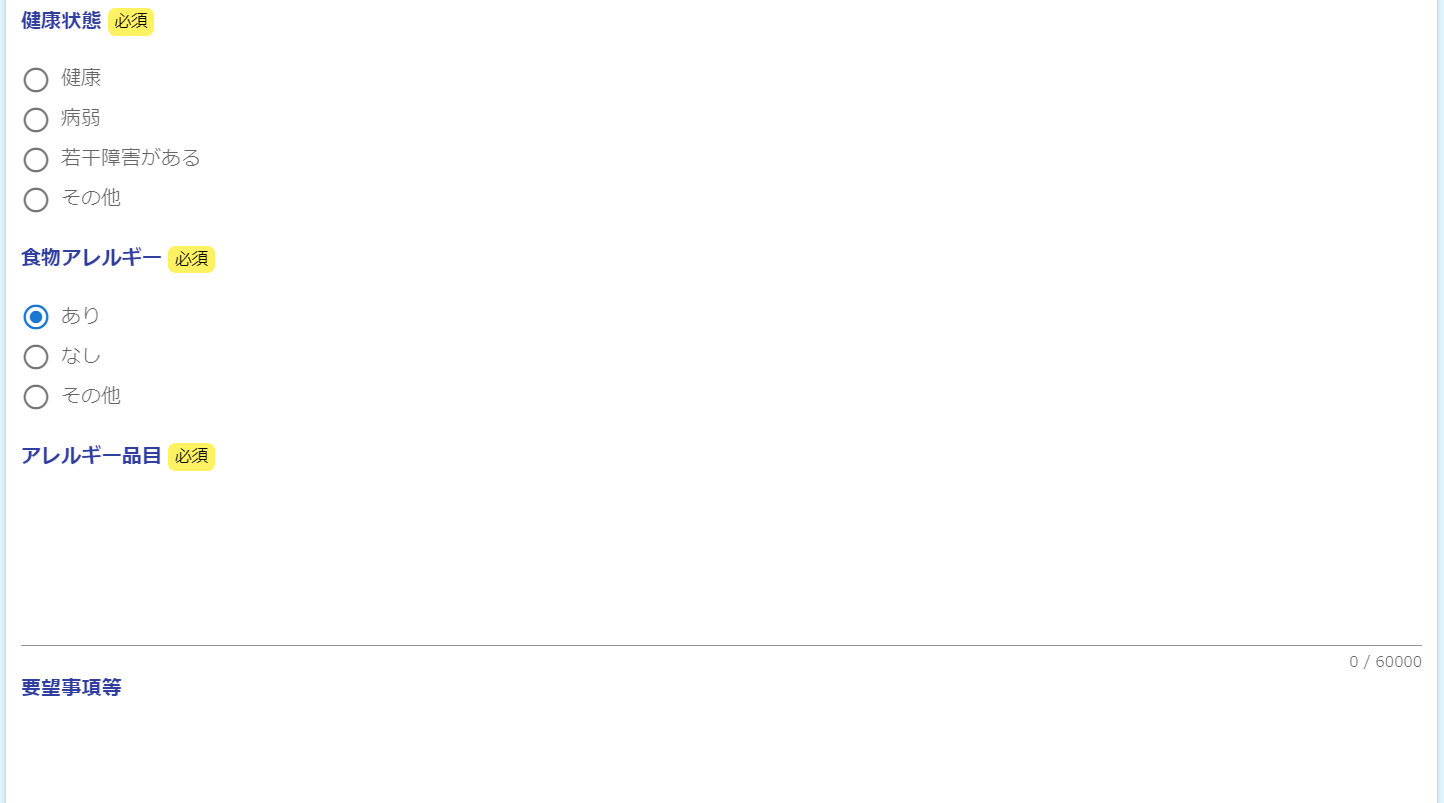 健康状態 必須
健康
病弱
若干障害がある
その他
食物アレルギー 必須
あり
なし
その他
アレルギー品目 必須
0 / 60000
要望事項等